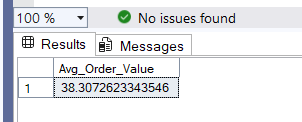 100 %
No issues found
Results
Messages
Avg_Order_Value
1
38.3072623343546